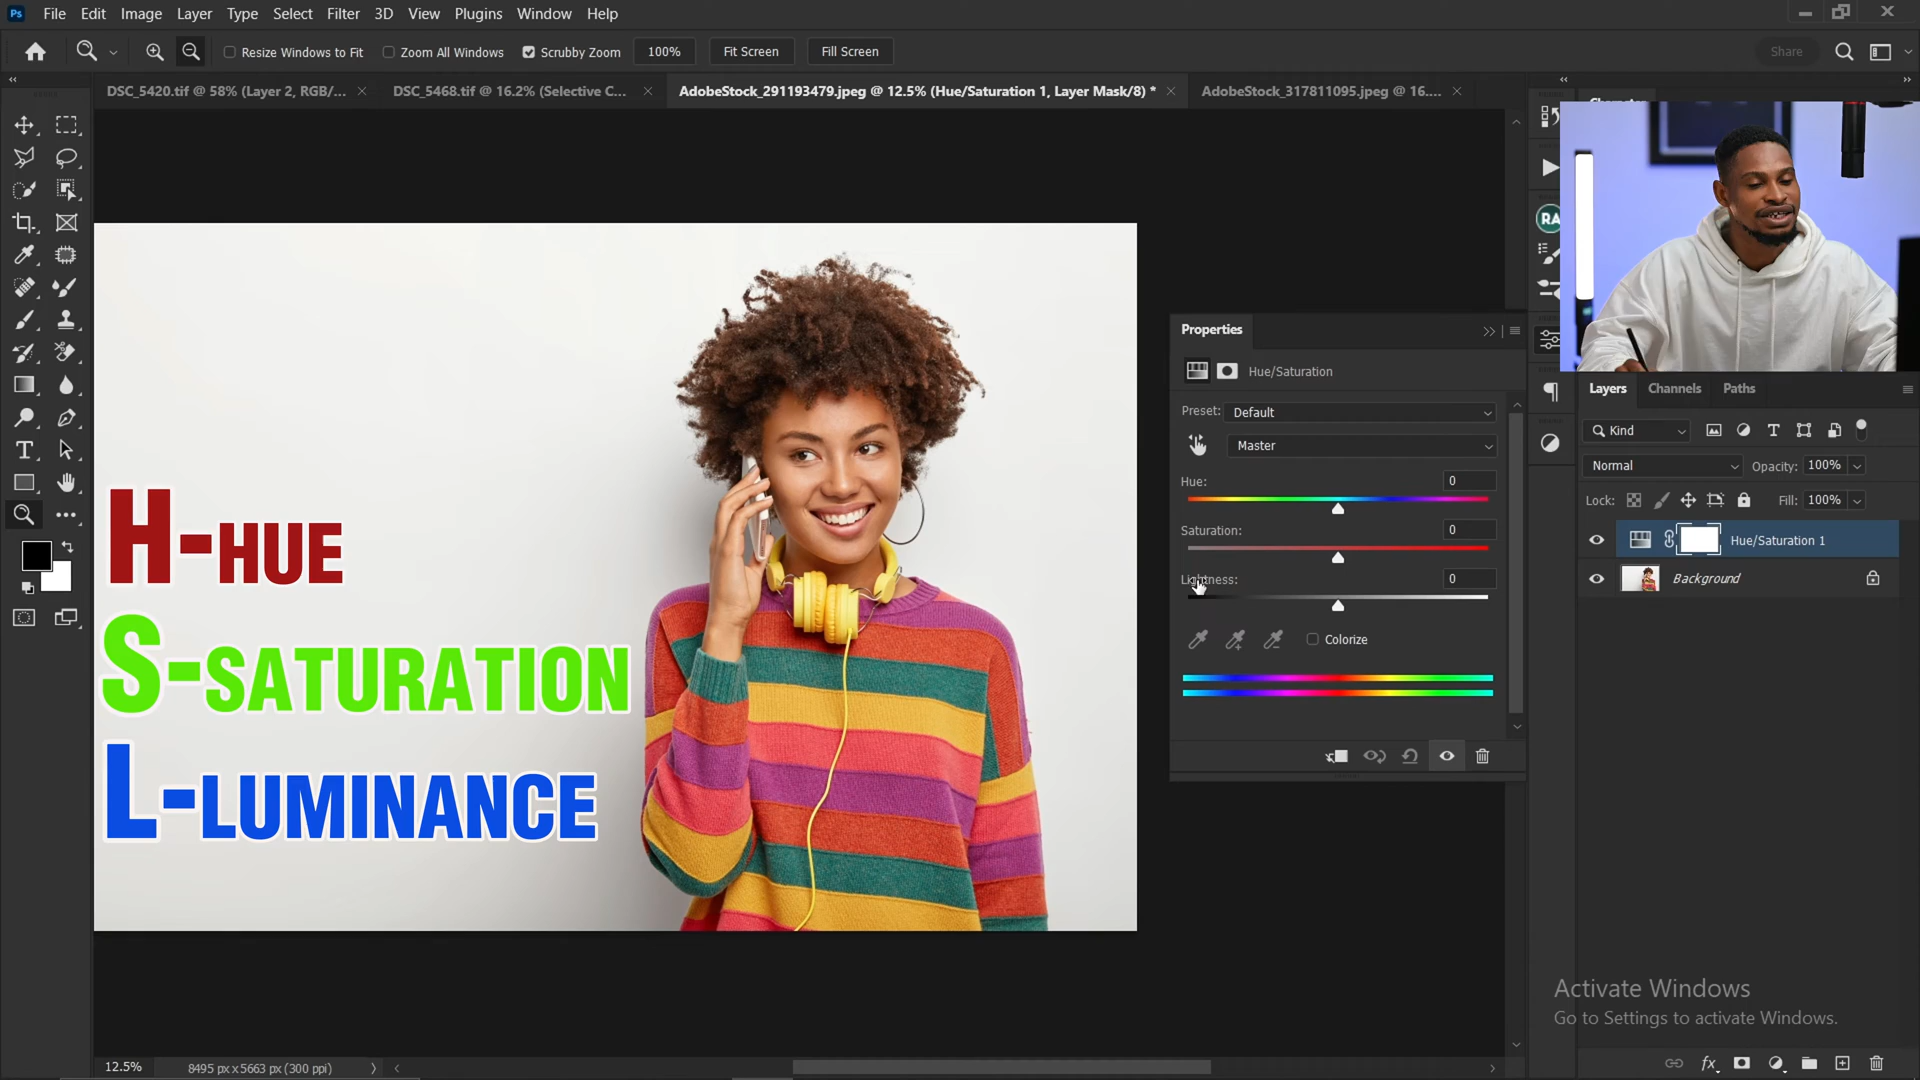 Ps File Edit Image Layer Type Select Filter 3D View Plugins Window Help
Resize Windows to Fit Zoom All Windows Scrubby Zoom 100% Fit Screen Fill Screen Share
DSC_5420.tif @ 58% (Layer 2, RGB/... × DSC_5468.tif @ 16.2% (Selective C... × AdobeStock_291193479.jpeg @ 12.5% (Hue/Saturation 1, Layer Mask/8) * × AdobeStock_317811095.jpeg @ 16.... ×
RA
H-HUE
S-SATURATION
L-LUMINANCE
Properties
Hue/Saturation
Preset: Default
Master
Hue: 0
Saturation: 0
Lightness: 0
Colorize
Layers Channels Paths
Kind
Normal Opacity: 100%
Lock: Fill: 100%
Hue/Saturation 1
Background
Activate Windows
Go to Settings to activate Windows.
12.5% 8495 px x 5663 px (300 ppi)
fx